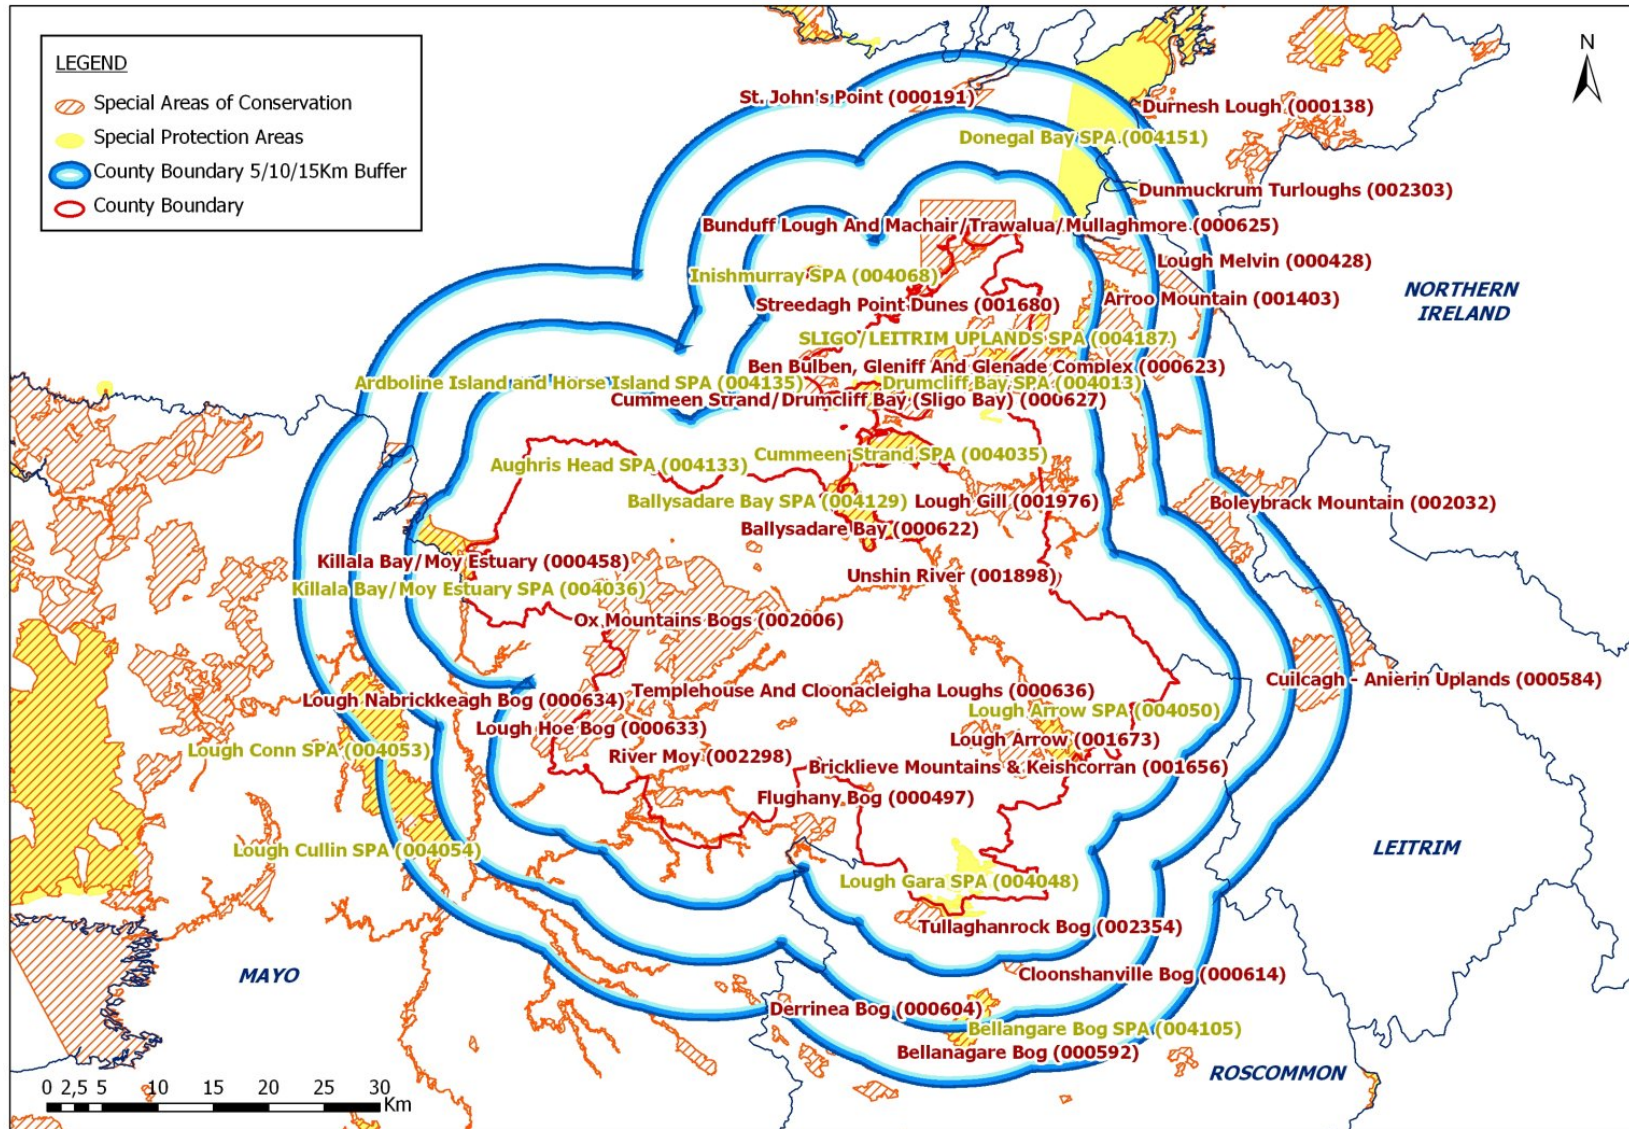 LEGEND
Special Areas of Conservation
Special Protection Areas
County Boundary 5/10/15Km Buffer
County Boundary
N
St. John's Point (000191)
Durnesh Lough (000138)
Donegal Bay SPA (004151)
Dunmuckrum Turloughs (002303)
Bunduff Lough And Machair/Trawalua/Mullaghmore (000625)
Lough Melvin (000428)
Inishmurray SPA (004068)
NORTHERN
IRELAND
Streedagh Point Dunes (001680)
Arroo Mountain (001403)
SLIGO/LEITRIM UPLANDS SPA (004187)
Ben Bulben, Gleniff And Glenade Complex (000623)
Ardboline Island and Horse Island SPA (004135)
Drumcliff Bay SPA (004013)
Cummeen Strand/Drumcliff Bay (Sligo Bay) (000627)
Cummeen Strand SPA (004035)
Aughris Head SPA (004133)
Ballysadare Bay SPA (004129)
Lough Gill (001976)
Boleybrack Mountain (002032)
Ballysadare Bay (000622)
Killala Bay/Moy Estuary (000458)
Unshin River (001898)
Killala Bay/Moy Estuary SPA (004036)
Ox Mountains Bogs (002006)
Cuilcagh - Anierin Uplands (000584)
Templehouse And Cloonacleigha Loughs (000636)
Lough Nabrickkeagh Bog (000634)
Lough Arrow SPA (004050)
Lough Hoe Bog (000633)
Lough Arrow (001673)
Lough Conn SPA (004053)
River Moy (002298)
Bricklieve Mountains & Keishcorran (001656)
Flughany Bog (000497)
Lough Cullin SPA (004054)
LEITRIM
Lough Gara SPA (004048)
Tullaghanrock Bog (002354)
MAYO
Cloonshanville Bog (000614)
Derrinea Bog (000604)
Bellangare Bog SPA (004105)
Bellanagare Bog (000592)
ROSCOMMON
0 2,5 5 10 15 20 25 30
Km